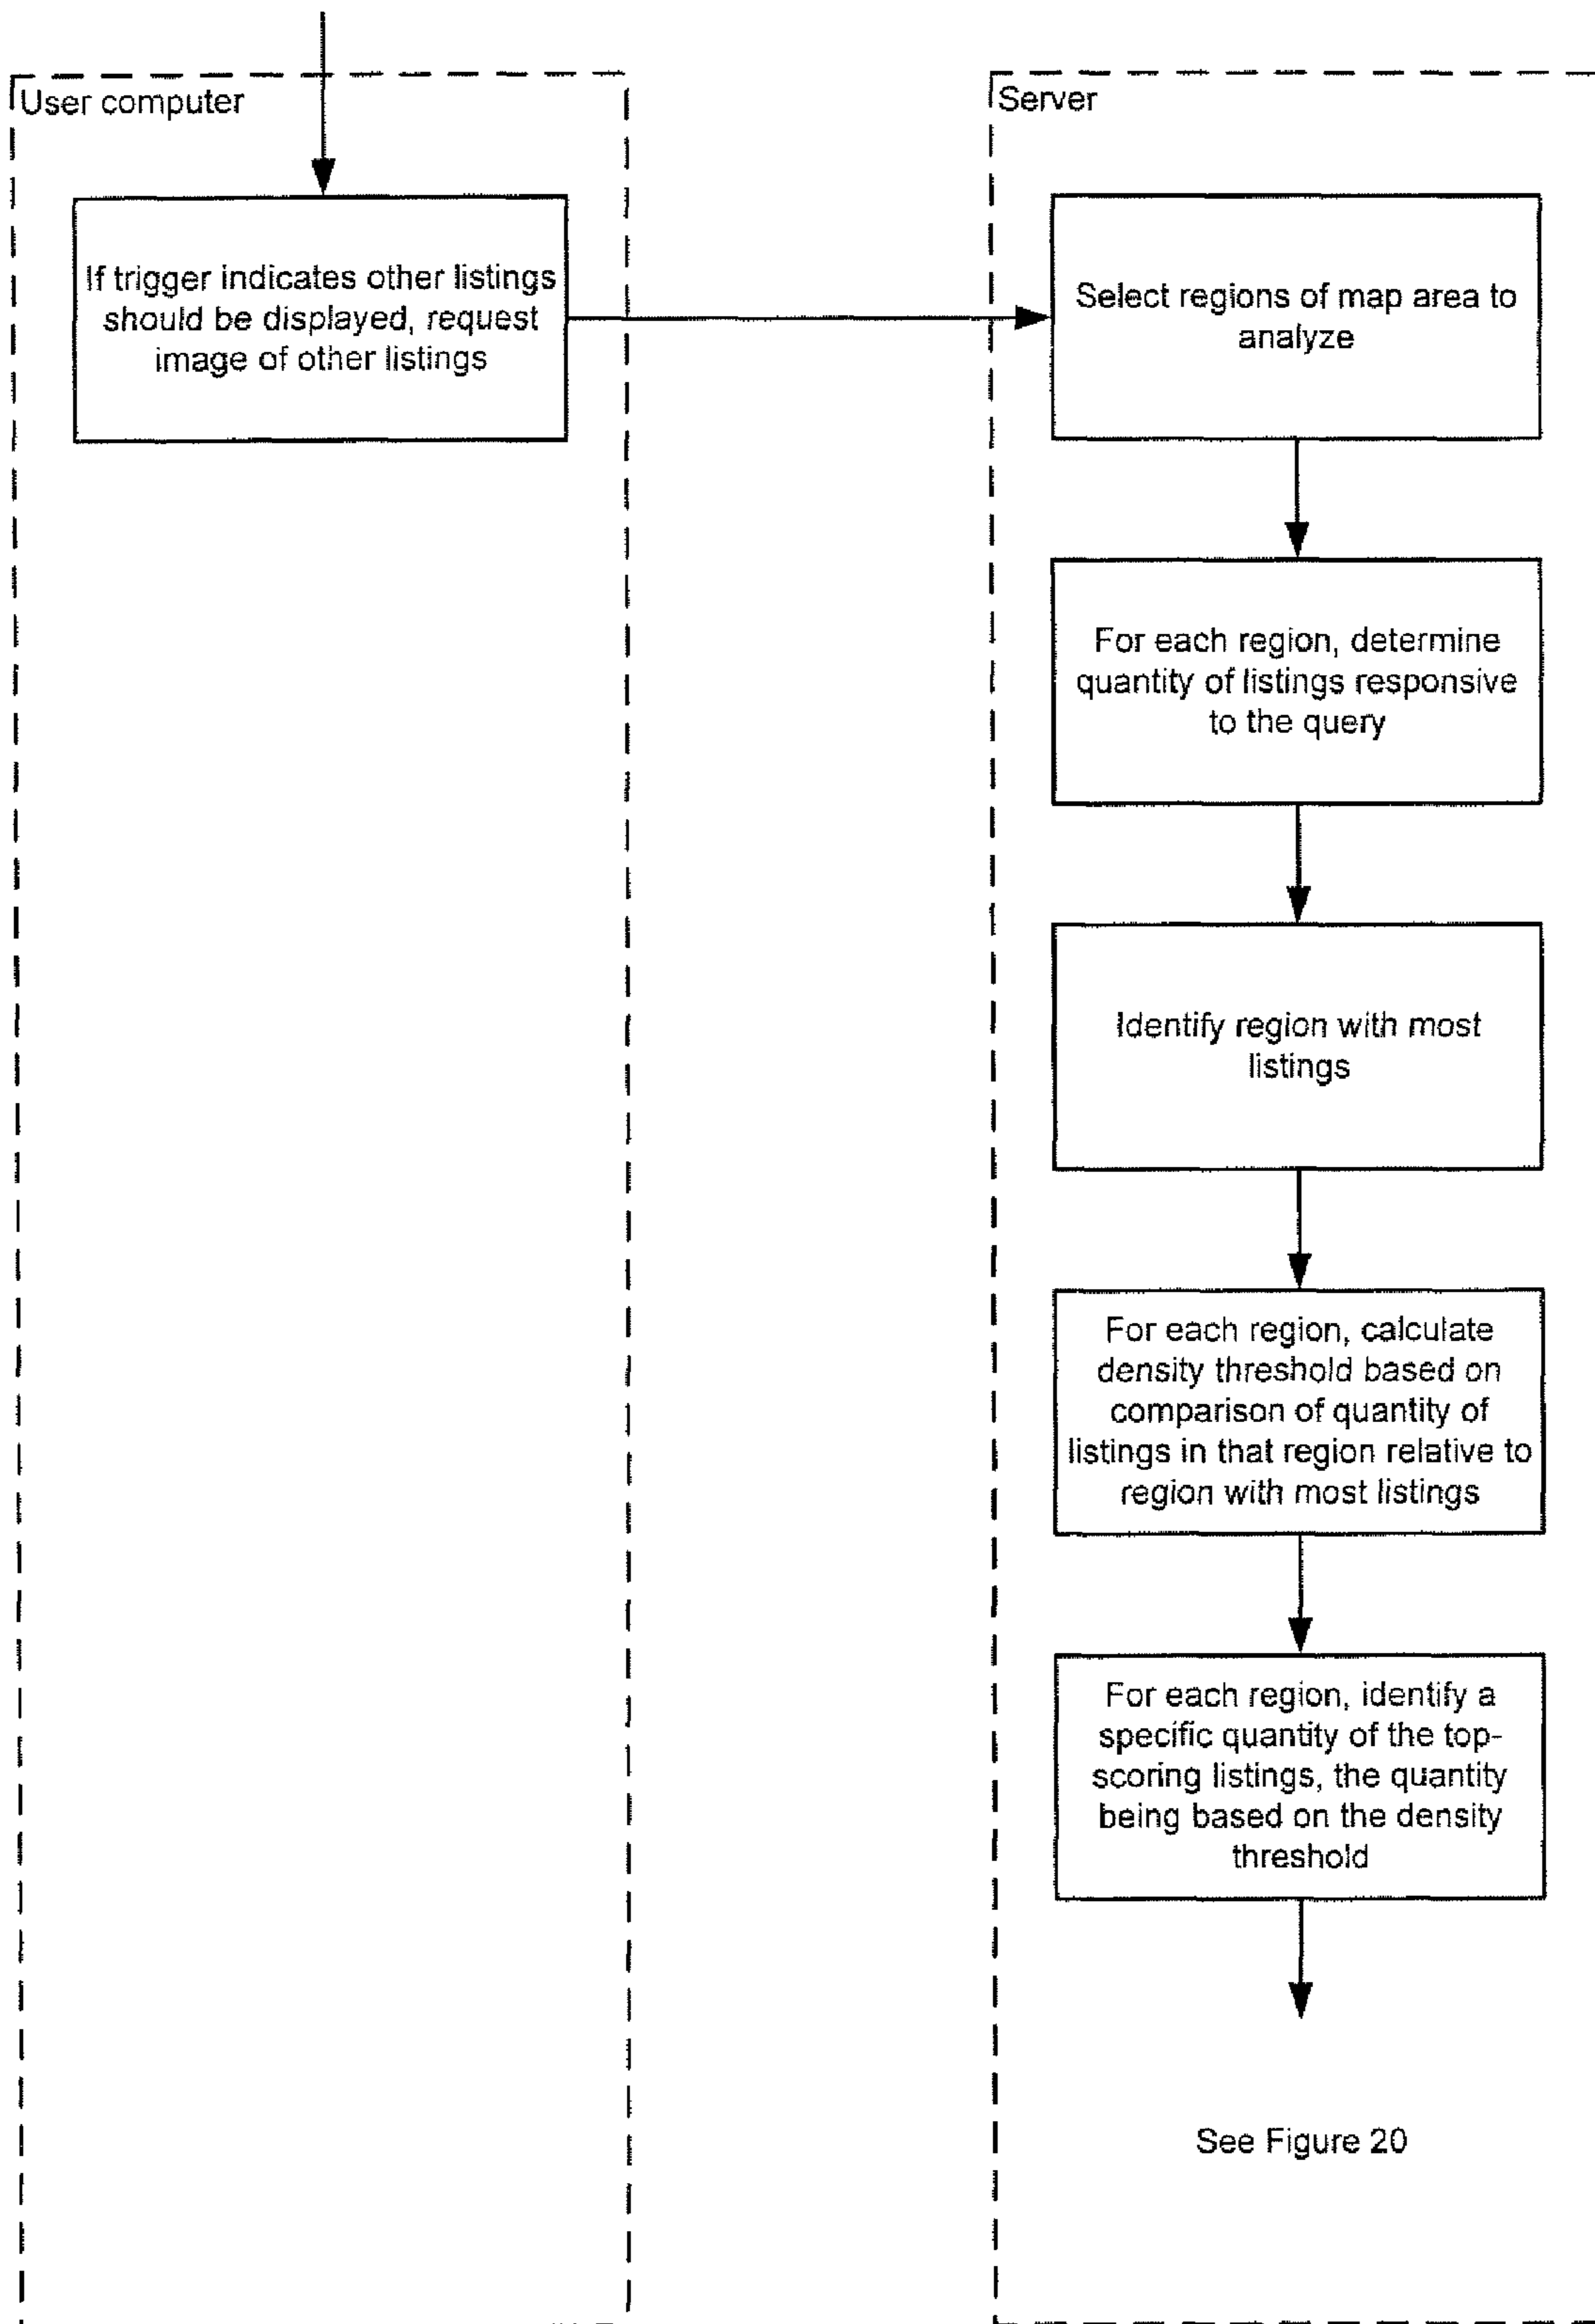 User computer
If trigger indicates other listings
should be displayed, request
image of other listings
Server
Select regions of map area to
analyze
For each region, determine
quantity of listings responsive
to the query
Identify region with most
listings
For each region, calculate
density threshold based on
comparison of quantity of
listings in that region relative to
region with most listings
For each region, identify a
specific quantity of the top-
scoring listings, the quantity
being based on the density
threshold
See Figure 20